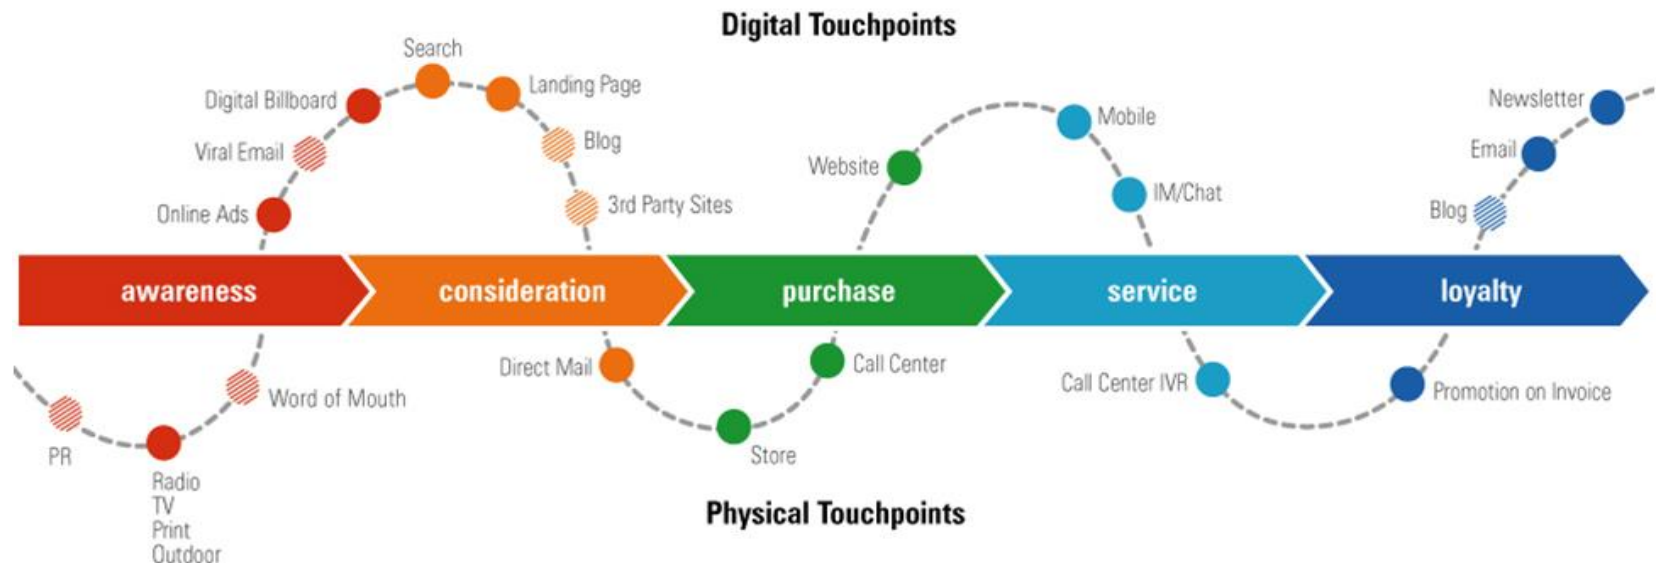 Digital Touchpoints
Search
Landing Page
Digital Billboard
Viral Email
Blog
Online Ads
3rd Party Sites
Website
Mobile
IM/Chat
Newsletter
Email
Blog
awareness
consideration
purchase
service
loyalty
PR
Radio
TV
Print
Outdoor
Word of Mouth
Direct Mail
Store
Call Center
Call Center IVR
Promotion on Invoice
Physical Touchpoints